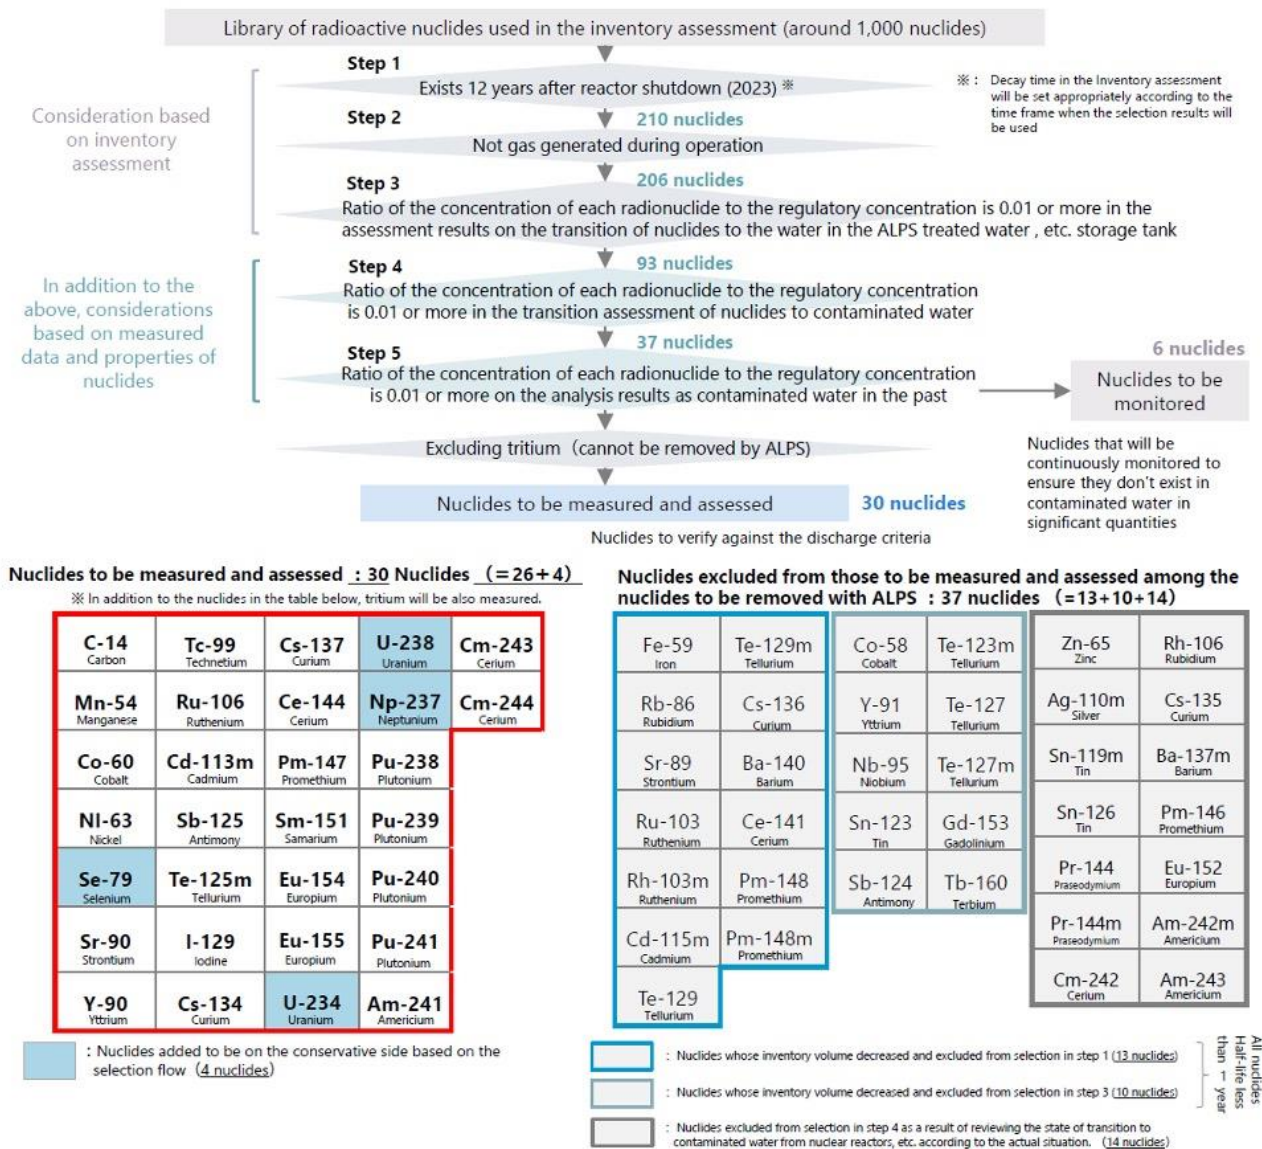 Library of radioactive nuclides used in the inventory assessment (around 1,000 nuclides)
Step 1
Exists 12 years after reactor shutdown (2023) ※
※ : Decay time in the Inventory assessment
will be set appropriately according to the
time frame when the selection results will
be used
Consideration based
on inventory
assessment
Step 2
210 nuclides
Not gas generated during operation
Step 3
206 nuclides
Ratio of the concentration of each radionuclide to the regulatory concentration is 0.01 or more in the
assessment results on the transition of nuclides to the water in the ALPS treated water , etc. storage tank
In addition to the
above, considerations
based on measured
data and properties of
nuclides
Step 4
93 nuclides
Ratio of the concentration of each radionuclide to the regulatory concentration
is 0.01 or more in the transition assessment of nuclides to contaminated water
Step 5
37 nuclides
Ratio of the concentration of each radionuclide to the regulatory concentration
is 0.01 or more on the analysis results as contaminated water in the past
6 nuclides
Nuclides to be
monitored
Nuclides that will be
continuously monitored to
ensure they don't exist in
contaminated water in
significant quantities
Excluding tritium (cannot be removed by ALPS)
Nuclides to be measured and assessed
30 nuclides
Nuclides to verify against the discharge criteria
Nuclides to be measured and assessed : 30 Nuclides (=26+4)
※ In addition to the nuclides in the table below, tritium will be also measured.
C-14 Tc-99 Cs-137 U-238 Cm-243
Carbon Technetium Curium Uranium Cerium
Mn-54 Ru-106 Ce-144 Np-237 Cm-244
Manganese Ruthenium Cerium Neptunium Cerium
Co-60 Cd-113m Pm-147 Pu-238
Cobalt Cadmium Promethium Plutonium
NI-63 Sb-125 Sm-151 Pu-239
Nickel Antimony Samarium Plutonium
Se-79 Te-125m Eu-154 Pu-240
Selenium Tellurium Europium Plutonium
Sr-90 I-129 Eu-155 Pu-241
Strontium Iodine Europium Plutonium
Y-90 Cs-134 U-234 Am-241
Yttrium Curium Uranium Americium
: Nuclides added to be on the conservative side based on the
selection flow (4 nuclides)
Nuclides excluded from those to be measured and assessed among the
nuclides to be removed with ALPS : 37 nuclides (=13+10+14)
Fe-59 Te-129m
Iron Tellurium
Rb-86 Cs-136
Rubidium Curium
Sr-89 Ba-140
Strontium Barium
Ru-103 Ce-141
Ruthenium Cerium
Rh-103m Pm-148
Ruthenium Promethium
Cd-115m Pm-148m
Cadmium Promethium
Te-129
Tellurium
Co-58 Te-123m
Cobalt Tellurium
Y-91 Te-127
Yttrium Tellurium
Nb-95 Te-127m
Niobium Tellurium
Sn-123 Gd-153
Tin Gadolinium
Sb-124 Tb-160
Antimony Terbium
Zn-65 Rh-106
Zinc Rubidium
Ag-110m Cs-135
Silver Curium
Sn-119m Ba-137m
Tin Barium
Sn-126 Pm-146
Tin Promethium
Pr-144 Eu-152
Praseodymium Europium
Pr-144m Am-242m
Praseodymium Americium
Cm-242 Am-243
Cerium Americium
: Nuclides whose inventory volume decreased and excluded from selection in step 1 (13 nuclides)
: Nuclides whose inventory volume decreased and excluded from selection in step 3 (10 nuclides)
: Nuclides excluded from selection in step 4 as a result of reviewing the state of transition to
contaminated water from nuclear reactors, etc. according to the actual situation. (14 nuclides)
All nuclides
Half-life less
than 1 year